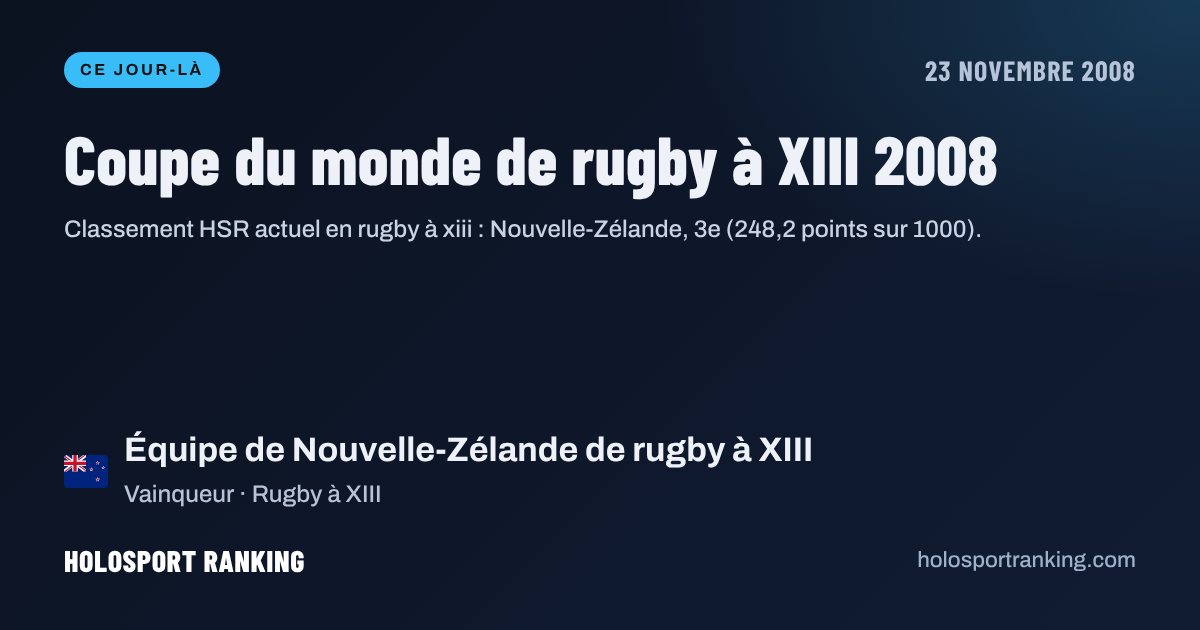 CE JOUR-LÀ
23 NOVEMBRE 2008
Coupe du monde de rugby à XIII 2008
Classement HSR actuel en rugby à xiii : Nouvelle-Zélande, 3e (248,2 points sur 1000).
Équipe de Nouvelle-Zélande de rugby à XIII
Vainqueur · Rugby à XIII
HOLOSPORT RANKING
holosportranking.com